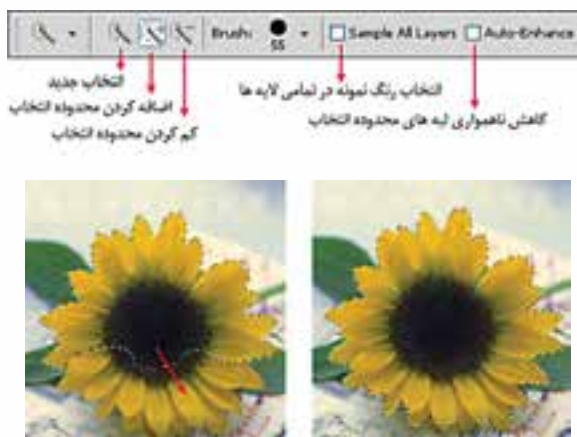 Brush: Sample All Layers Auto-Enhance
55
انتخاب جدید
انتخاب رنگ نمونه در تمامی لایه ها
اضافه کردن محدوده انتخاب
کاهش ناهمواری لبه های محدوده انتخاب
کم کردن محدوده انتخاب